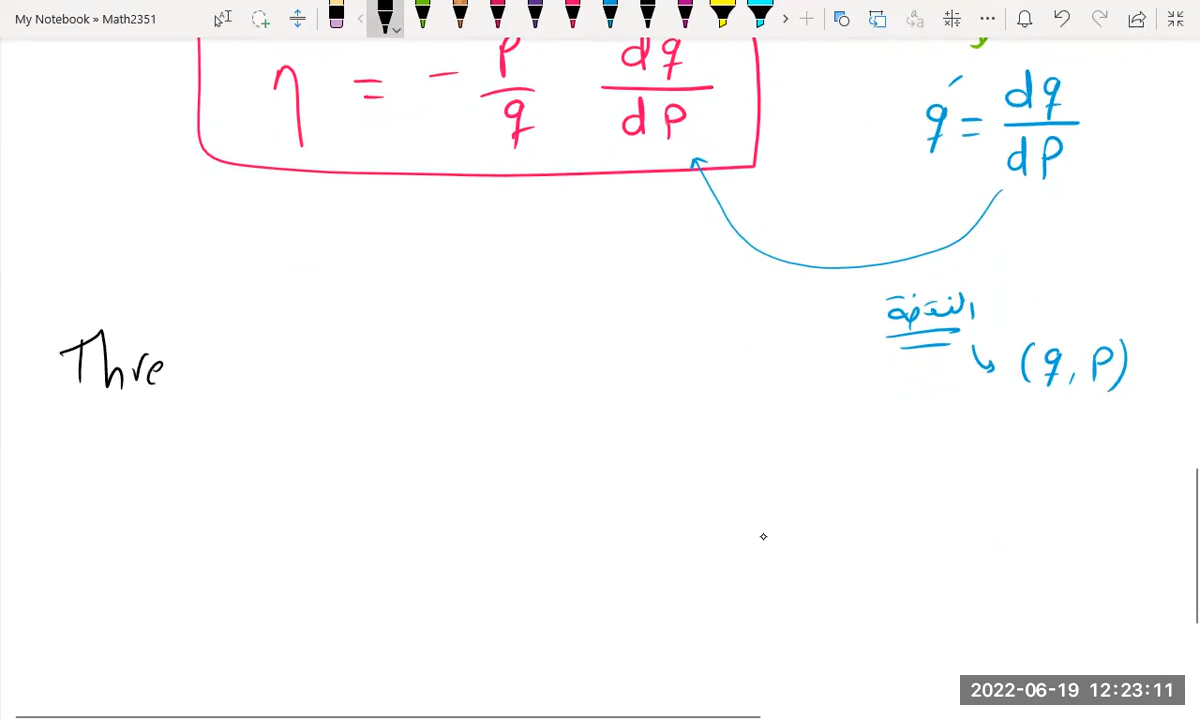 My Notebook » Math2351
η = - p/q dq/dp
q′ = dq/dp
النقطة
(q, p)
Thre
2022-06-19 12:23:11